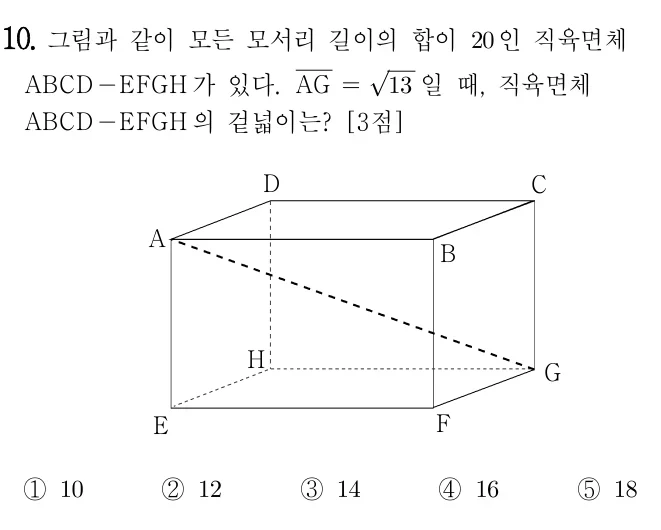 10. 그림과 같이 모든 모서리 길이의 합이 20인 직육면체
ABCD-EFGH가 있다. \overline{AG} = √13 일 때, 직육면체
ABCD-EFGH의 겉넓이는? [3점]
D
C
A
B
H
G
E
F
① 10 ② 12 ③ 14 ④ 16 ⑤ 18